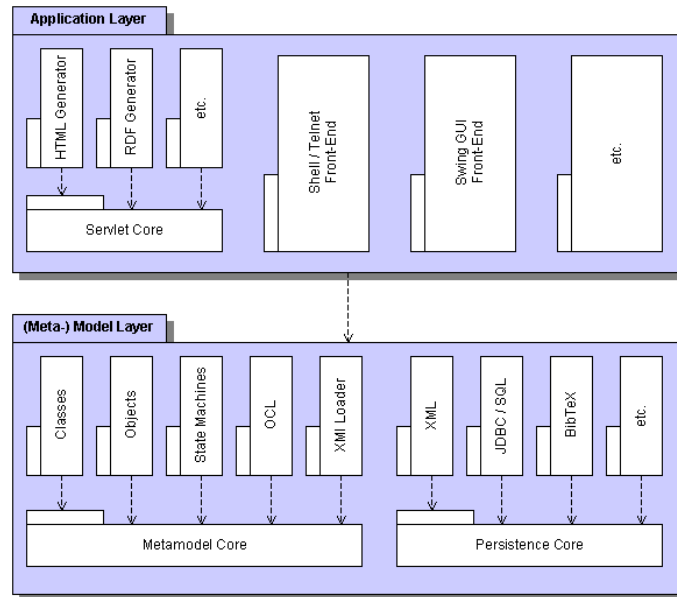 Application Layer
HTML Generator
RDF Generator
etc.
Shell / Telnet
Front-End
Swing GUI
Front-End
etc.
Servlet Core
(Meta-) Model Layer
Classes
Objects
State Machines
OCL
XMI Loader
XML
JDBC / SQL
BibTeX
etc.
Metamodel Core
Persistence Core